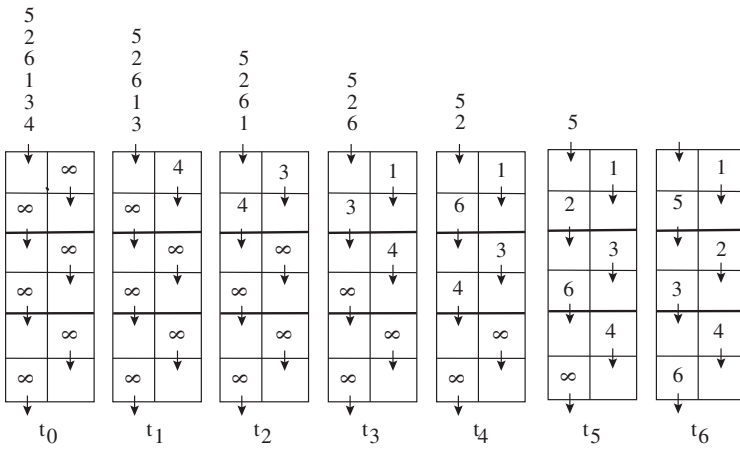 5
2 5
6 2 5
1 6 2 5
3 1 6 2 5
4 3 1 6 2 5
∞ 4 3 1 1 1 1
∞ ∞ 4 3 6 2 5
∞ ∞ ∞ 4 3 3 2
∞ ∞ ∞ ∞ 4 6 3
∞ ∞ ∞ ∞ ∞ 4 4
∞ ∞ ∞ ∞ ∞ ∞ 6
t0 t1 t2 t3 t4 t5 t6